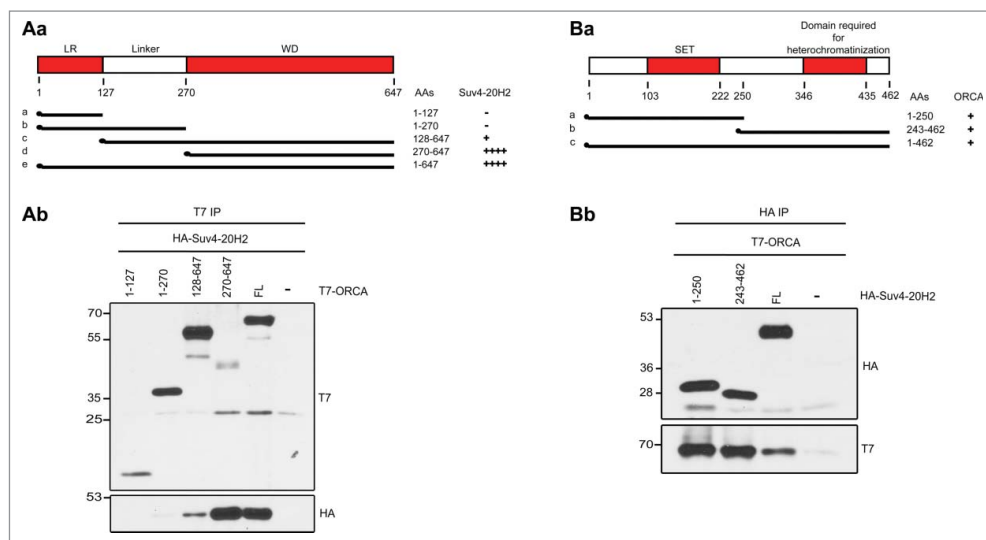 Aa
LR Linker WD
1 127 270 647 AAs Suv4-20H2
a 1-127 -
b 1-270 -
c 128-647 +
d 270-647 ++++
e 1-647 ++++
Ba
Domain required
for
SET heterochromatinization
1 103 222 250 346 435 462 AAs ORCA
a 1-250 +
b 243-462 +
c 1-462 +
Ab
T7 IP
HA-Suv4-20H2
1-127 1-270 128-647 270-647 FL - T7-ORCA
70
55
35
25
T7
53
HA
Bb
HA IP
T7-ORCA
1-250 243-462 FL - HA-Suv4-20H2
53
36
28
HA
70
T7